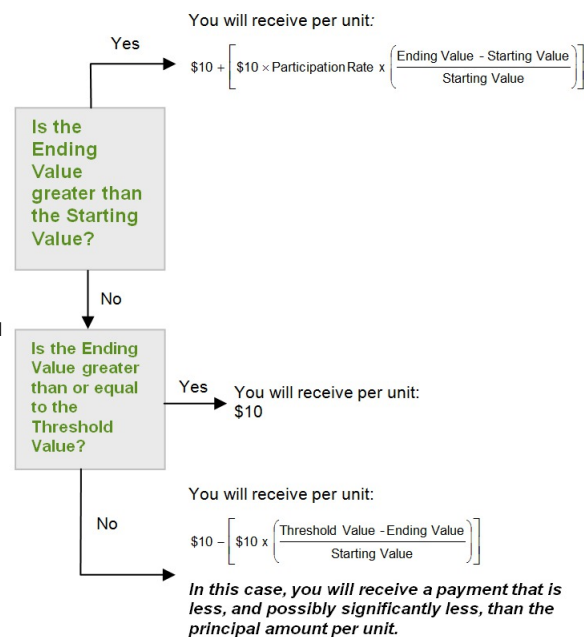 You will receive per unit:
Yes
$10 + [ $10 × Participation Rate x ( Ending Value - Starting Value / Starting Value ) ]
Is the
Ending
Value
greater than
the Starting
Value?
No
Is the Ending
Value greater
than or equal
to the
Threshold
Value?
Yes
You will receive per unit:
$10
You will receive per unit:
No
$10 – [ $10 x ( Threshold Value - Ending Value / Starting Value ) ]
In this case, you will receive a payment that is
less, and possibly significantly less, than the
principal amount per unit.